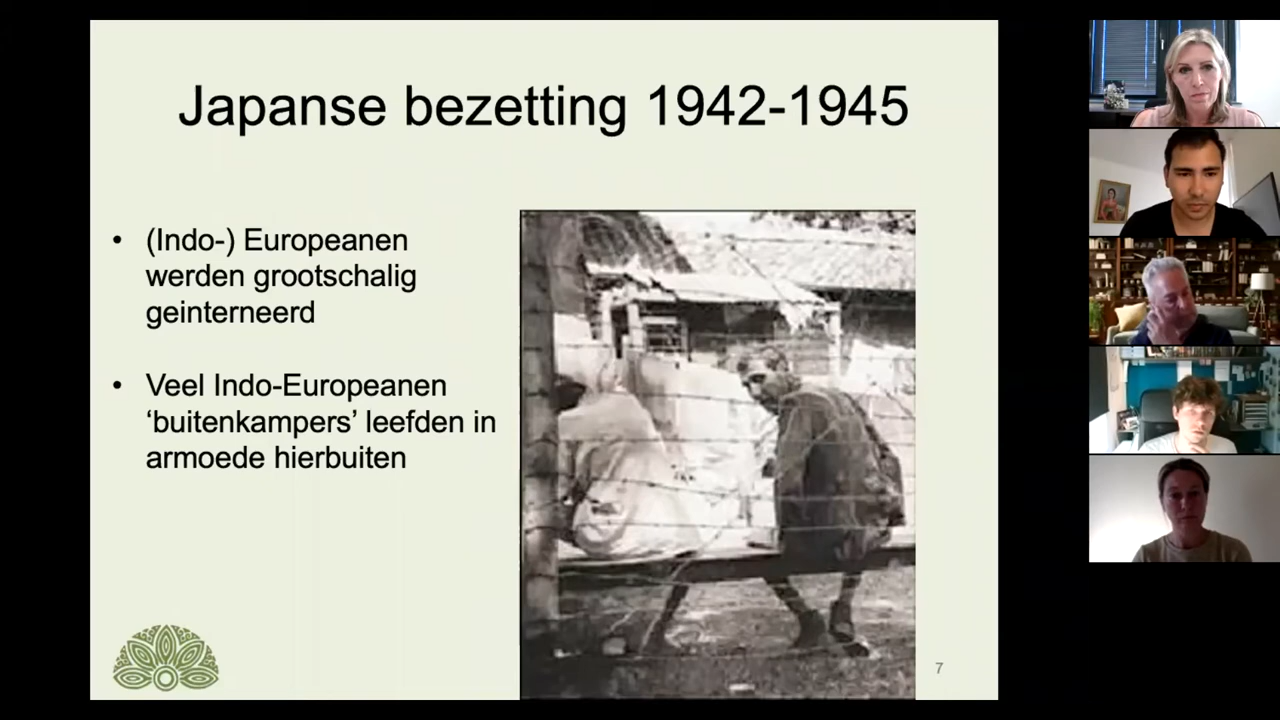 Japanse bezetting 1942-1945
• (Indo-) Europeanen
werden grootschalig
geinterneerd
• Veel Indo-Europeanen
‘buitenkampers’ leefden in
armoede hierbuiten
7